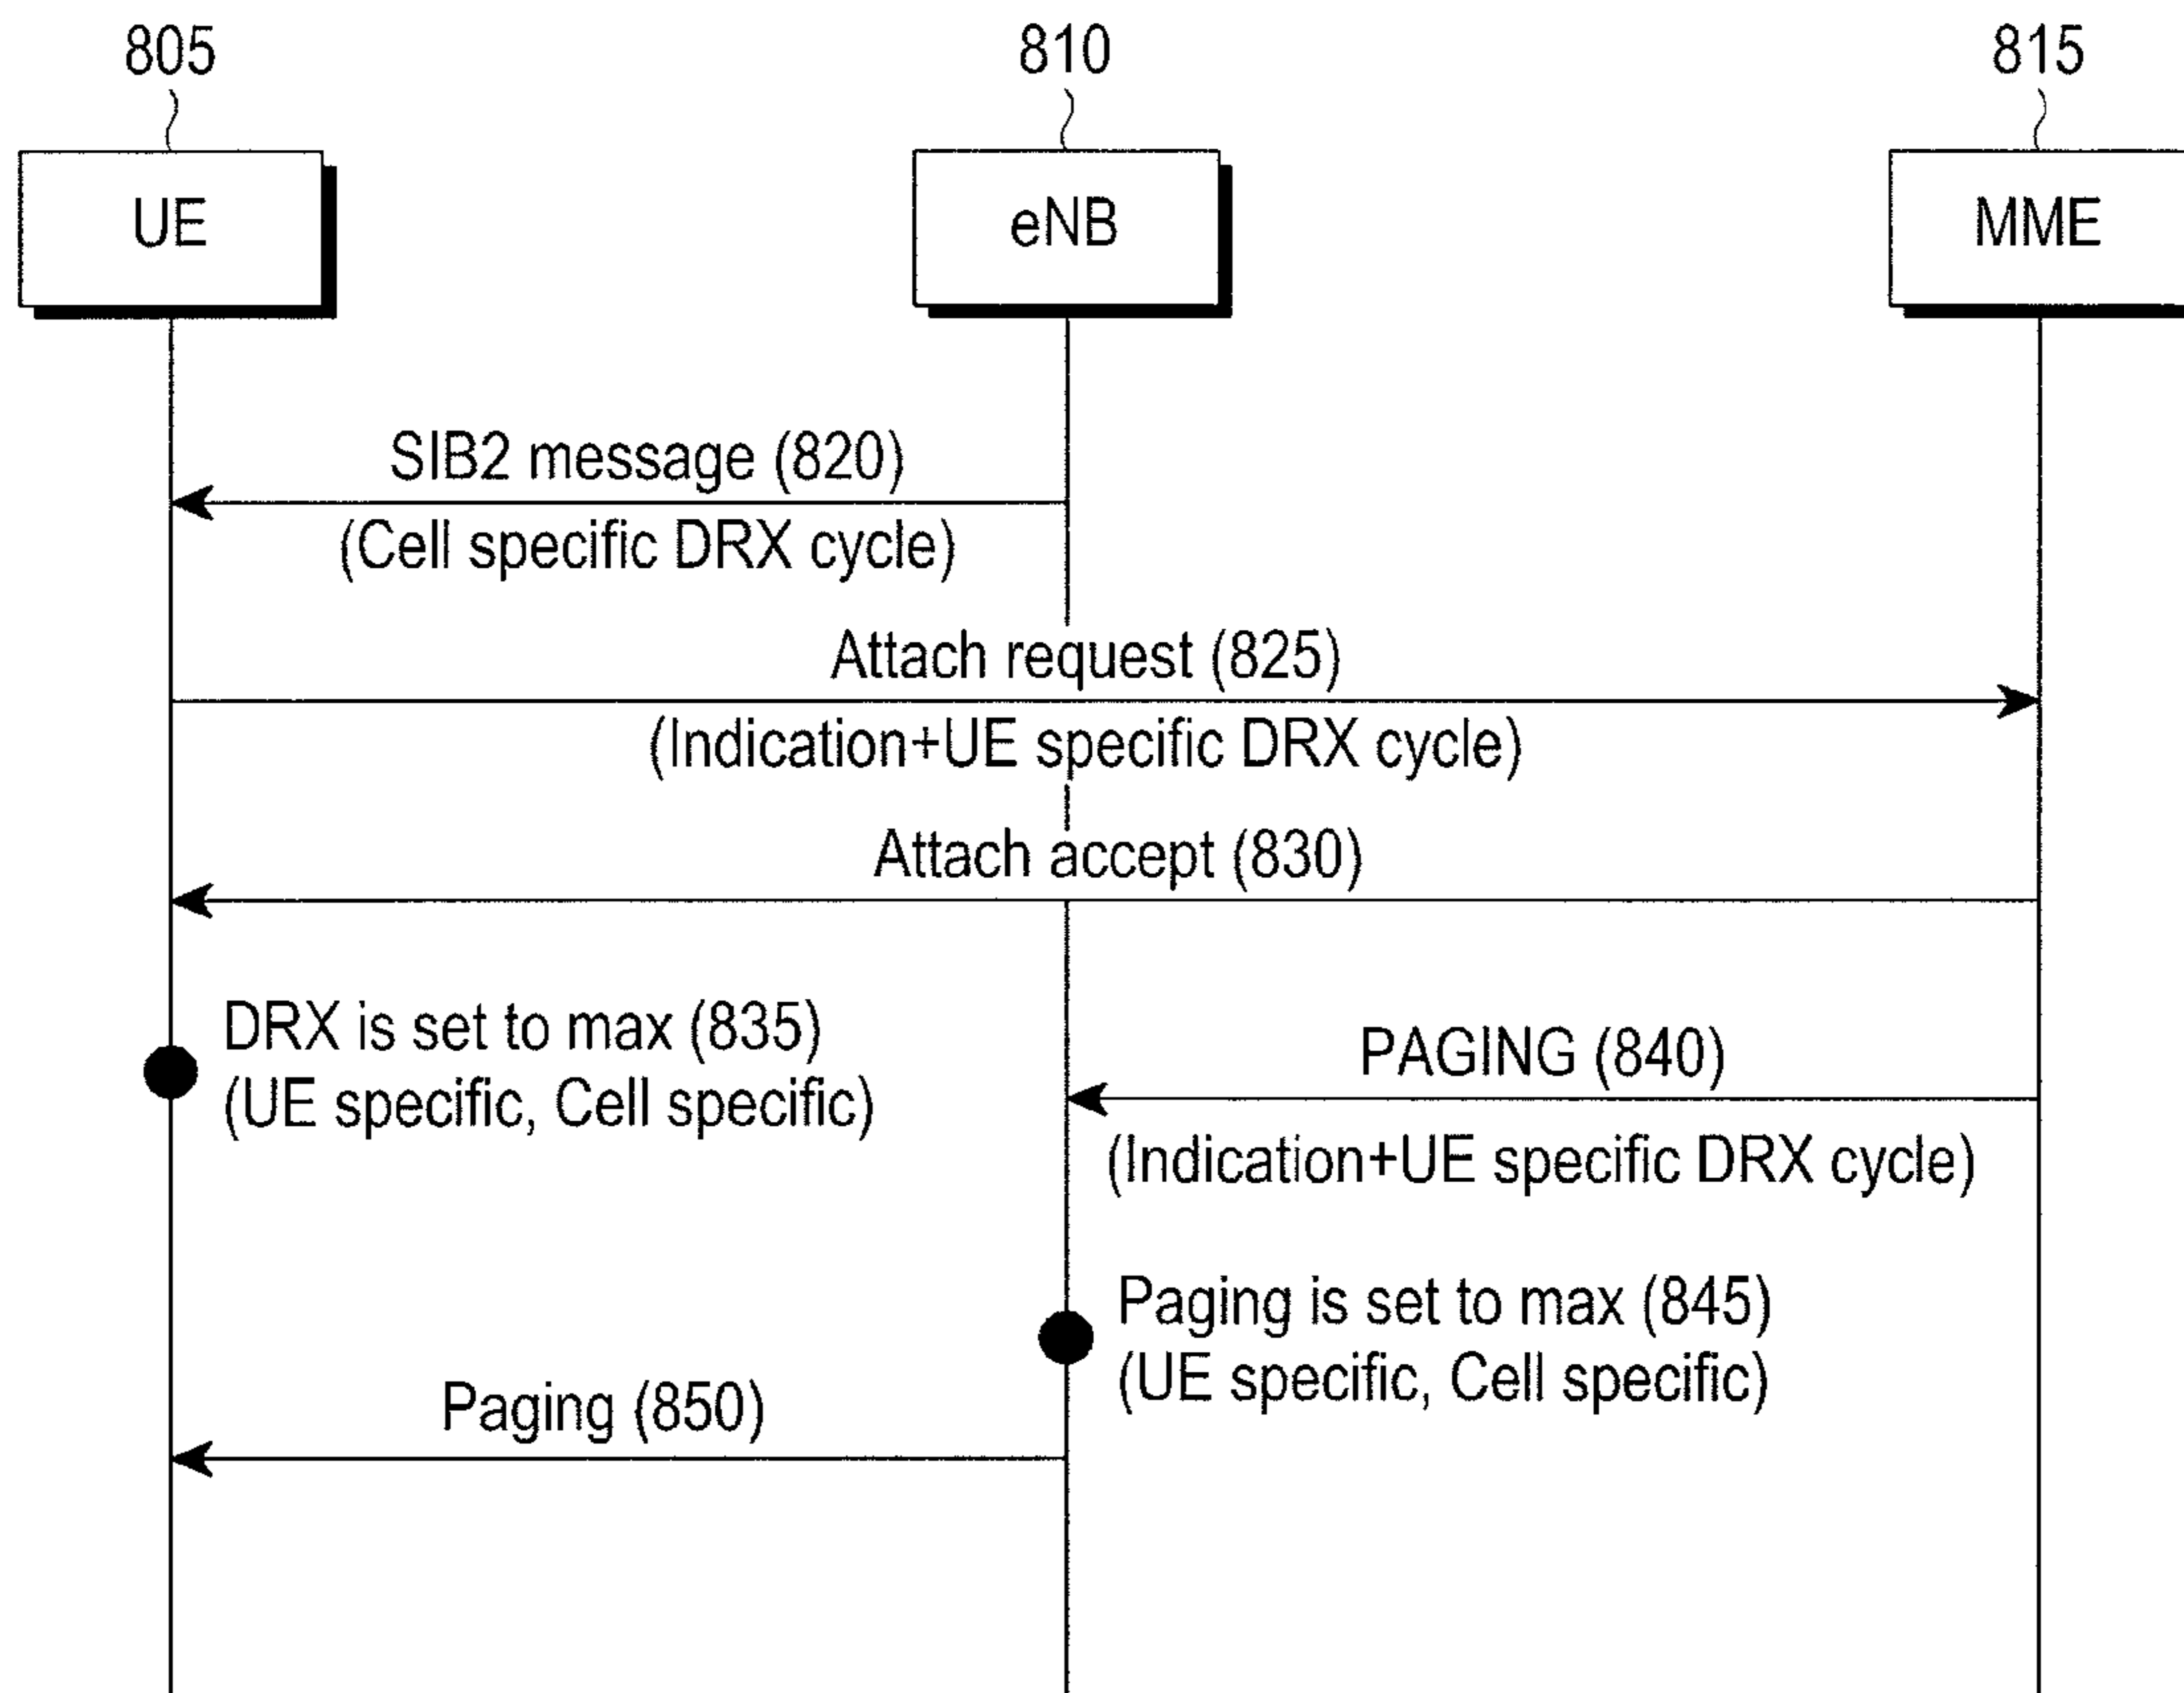 805
810
815
UE
eNB
MME
SIB2 message (820)
(Cell specific DRX cycle)
Attach request (825)
(Indication+UE specific DRX cycle)
Attach accept (830)
DRX is set to max (835)
(UE specific, Cell specific)
PAGING (840)
(Indication+UE specific DRX cycle)
Paging is set to max (845)
(UE specific, Cell specific)
Paging (850)